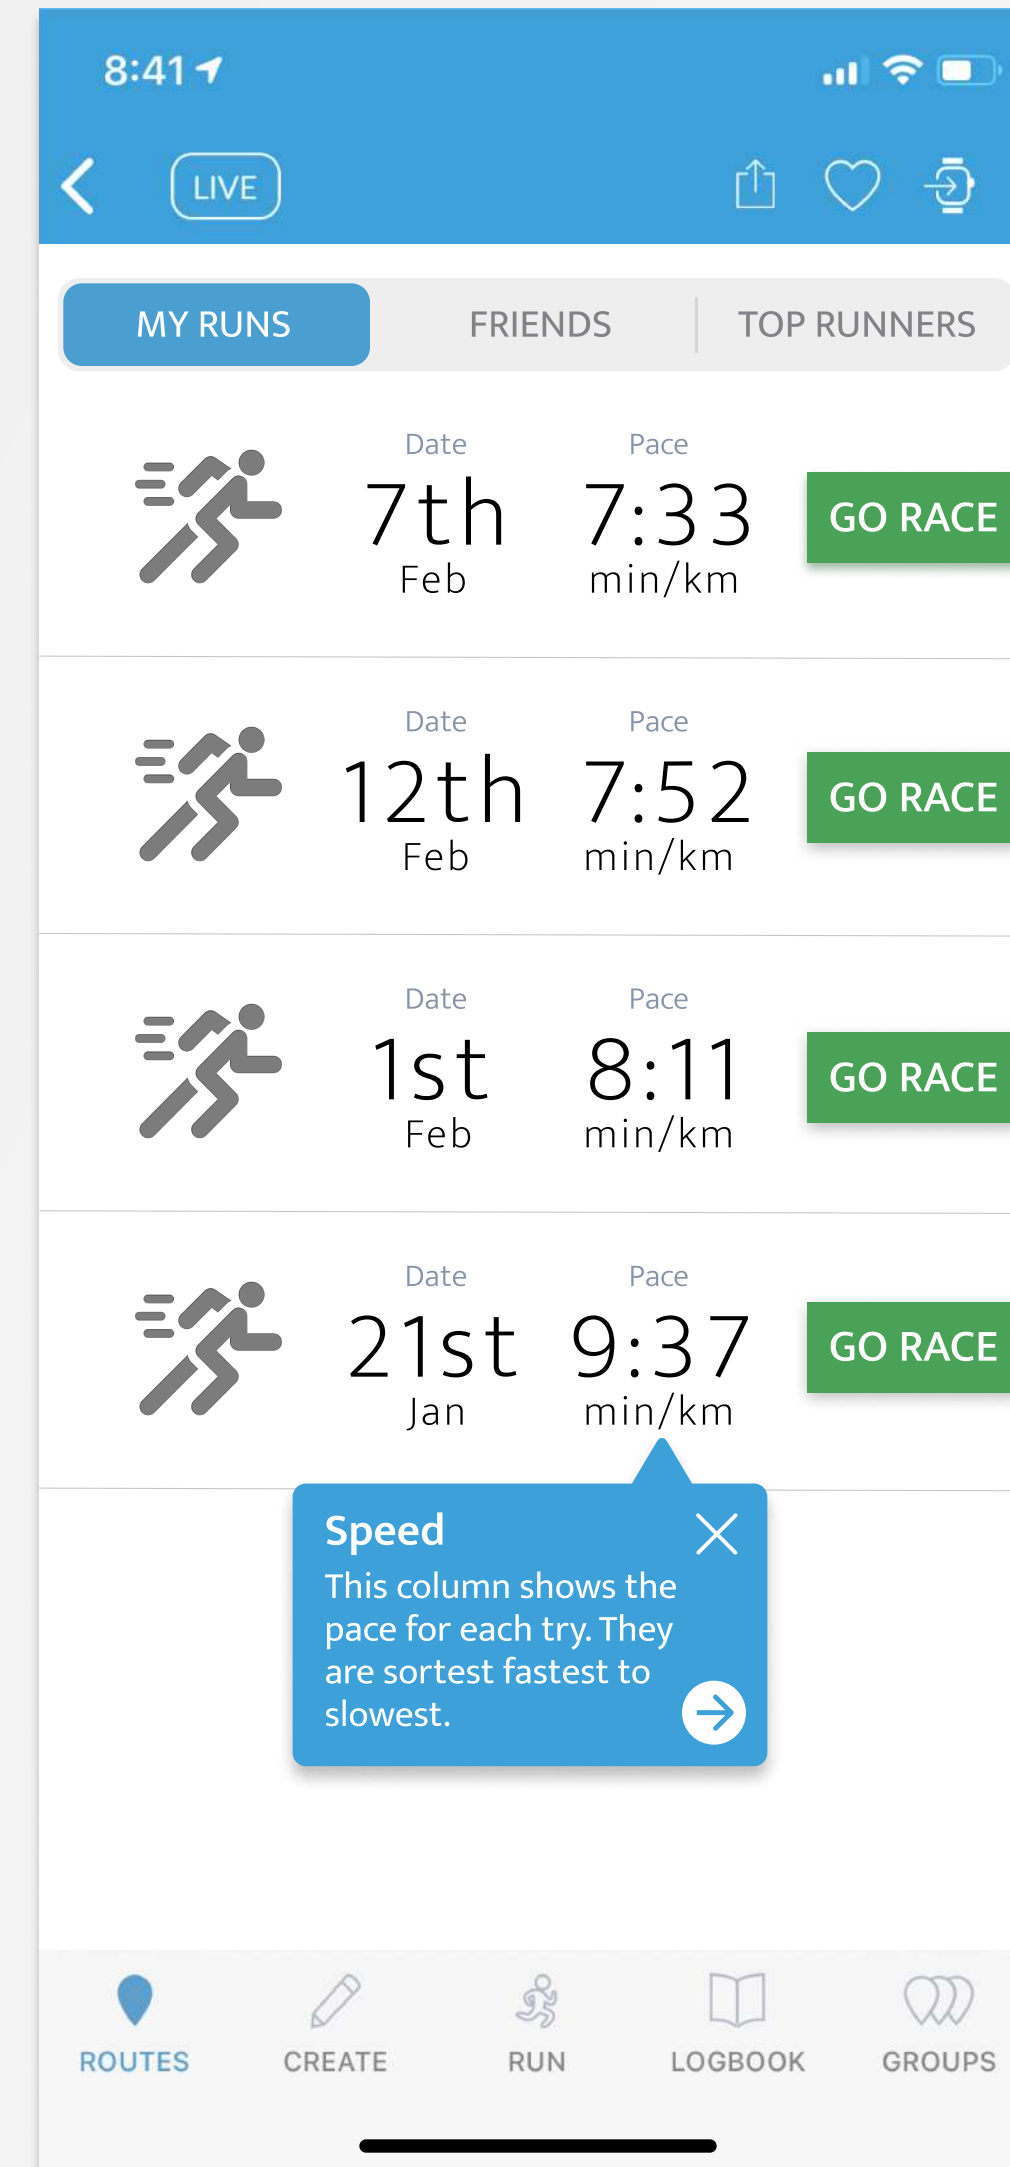 8:41
LIVE
MY RUNS FRIENDS TOP RUNNERS
Date Pace
7th 7:33 GO RACE
Feb min/km
Date Pace
12th 7:52 GO RACE
Feb min/km
Date Pace
1st 8:11 GO RACE
Feb min/km
Date Pace
21st 9:37 GO RACE
Jan min/km
Speed
This column shows the
pace for each try. They
are sortest fastest to
slowest.
ROUTES CREATE RUN LOGBOOK GROUPS